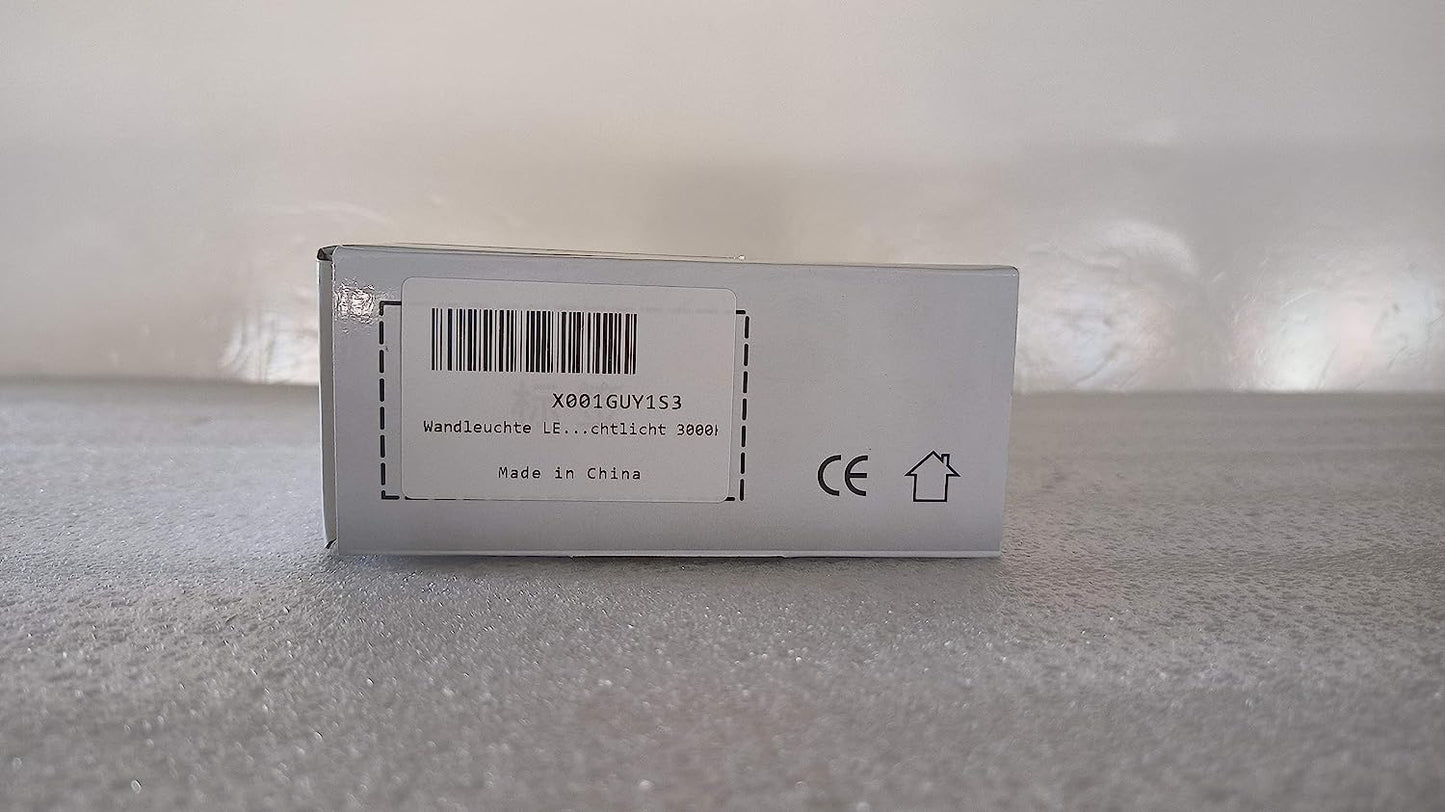 X001GUY1S3
Wandleuchte LE...chtlicht 3000
Made in China
CE